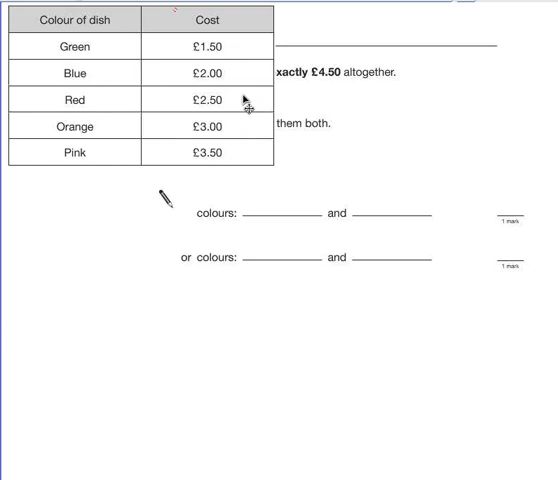 Colour of dish Cost
Green £1.50
Blue £2.00
xactly £4.50 altogether.
Red £2.50
Orange £3.00
them both.
Pink £3.50
colours: and
1 mark
or colours: and
1 mark